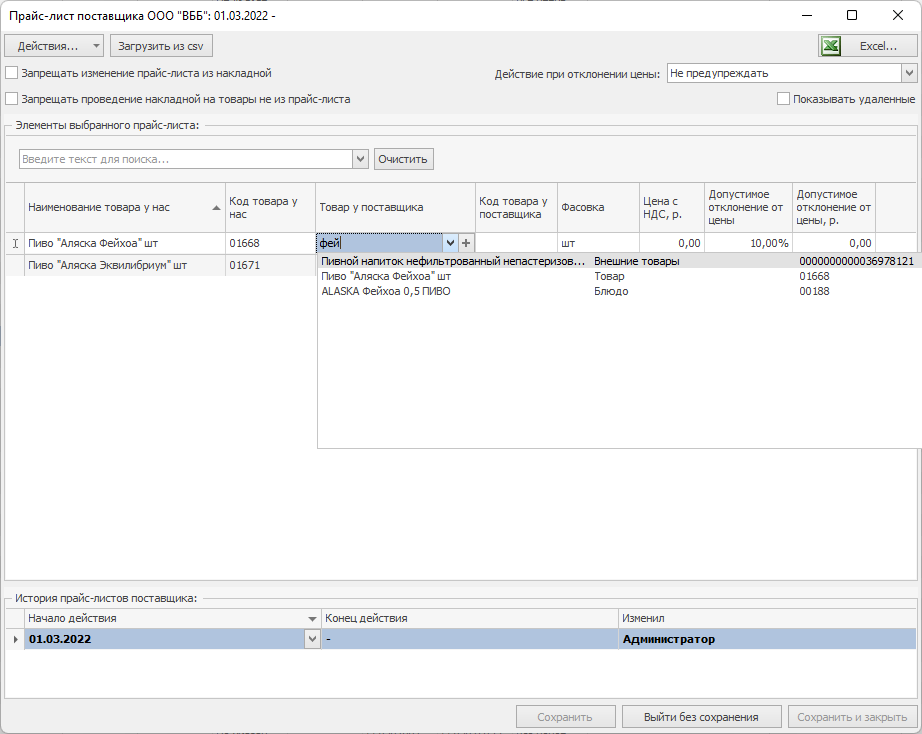 Прайс-лист поставщика ООО "ВББ": 01.03.2022 -
Действия...
Загрузить из csv
Excel...
Запрещать изменение прайс-листа из накладной
Действие при отклонении цены:
Не предупреждать
Запрещать проведение накладной на товары не из прайс-листа
Показывать удаленные
Элементы выбранного прайс-листа:
Введите текст для поиска...
Очистить
Наименование товара у нас
Код товара у
нас
Товар у поставщика
Код товара у
поставщика
Фасовка
Цена с
НДС, р.
Допустимое
отклонение от
цены
Допустимое
отклонение от
цены, р.
Пиво "Аляска Фейхоа" шт
01668
фей
шт
0,00
10,00%
0,00
Пиво "Аляска Эквилибриум" шт
01671
Пивной напиток нефильтрованный непастеризов...
Внешние товары
0000000000036978121
Пиво "Аляска Фейхоа" шт
Товар
01668
ALASKA Фейхоа 0,5 ПИВО
Блюдо
00188
История прайс-листов поставщика:
Начало действия
Конец действия
Изменил
01.03.2022
-
Администратор
Сохранить
Выйти без сохранения
Сохранить и закрыть